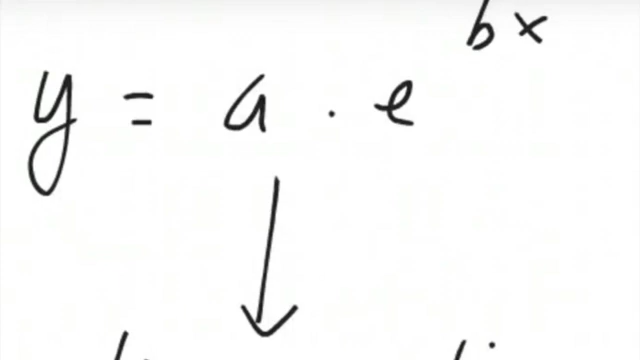 y = a · e^{bx}